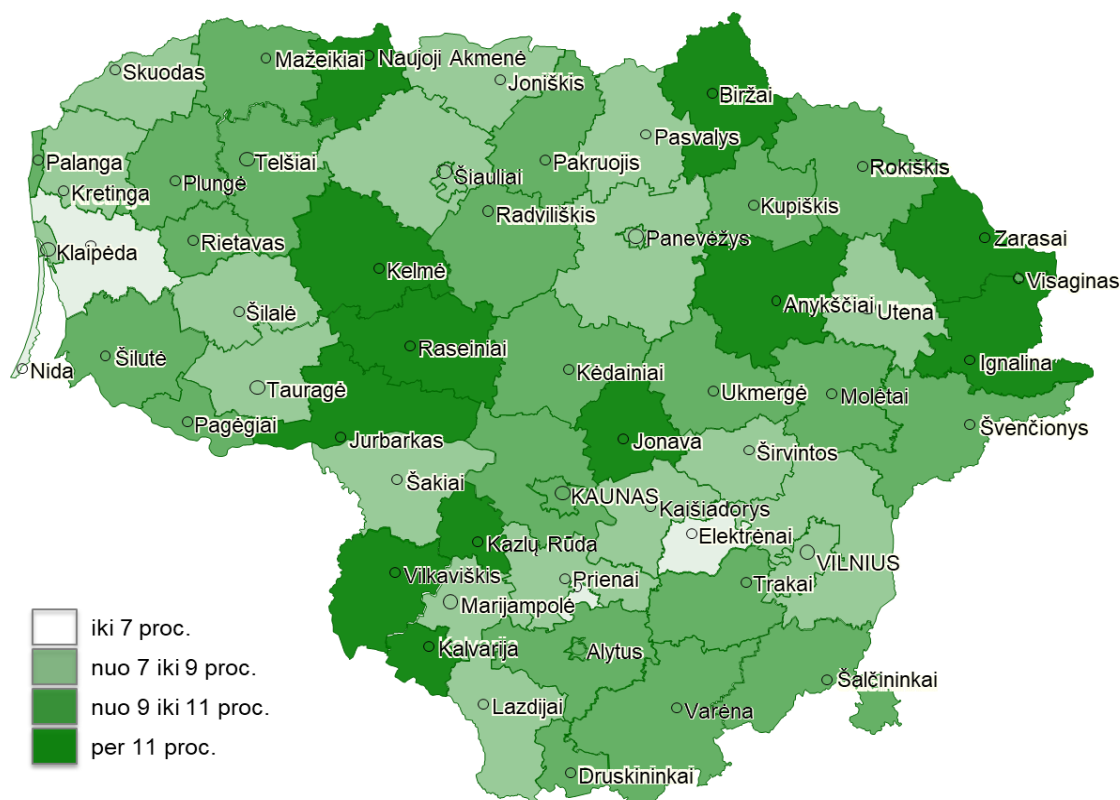 Skuodas
Mažeikiai
Naujoji Akmenė
Joniškis
Biržai
Pasvalys
Palanga
Telšiai
Pakruojis
Rokiškis
Kretinga
Plungė
Šiauliai
Radviliškis
Kupiškis
Klaipėda
Rietavas
Panevėžys
Zarasai
Kelmė
Visaginas
Anykščiai
Utena
Šilalė
Raseiniai
Šilutė
Ignalina
Nida
Kėdainiai
Tauragė
Ukmergė
Molėtai
Pagėgiai
Švenčionys
Jurbarkas
Jonava
Širvintos
Šakiai
KAUNAS
Kaišiadorys
Elektrėnai
Kazlų Rūda
VILNIUS
Vilkaviškis
Prienai
Trakai
Marijampolė
Kalvarija
Alytus
Šalčininkai
Lazdijai
Varėna
Druskininkai
iki 7 proc.
nuo 7 iki 9 proc.
nuo 9 iki 11 proc.
per 11 proc.